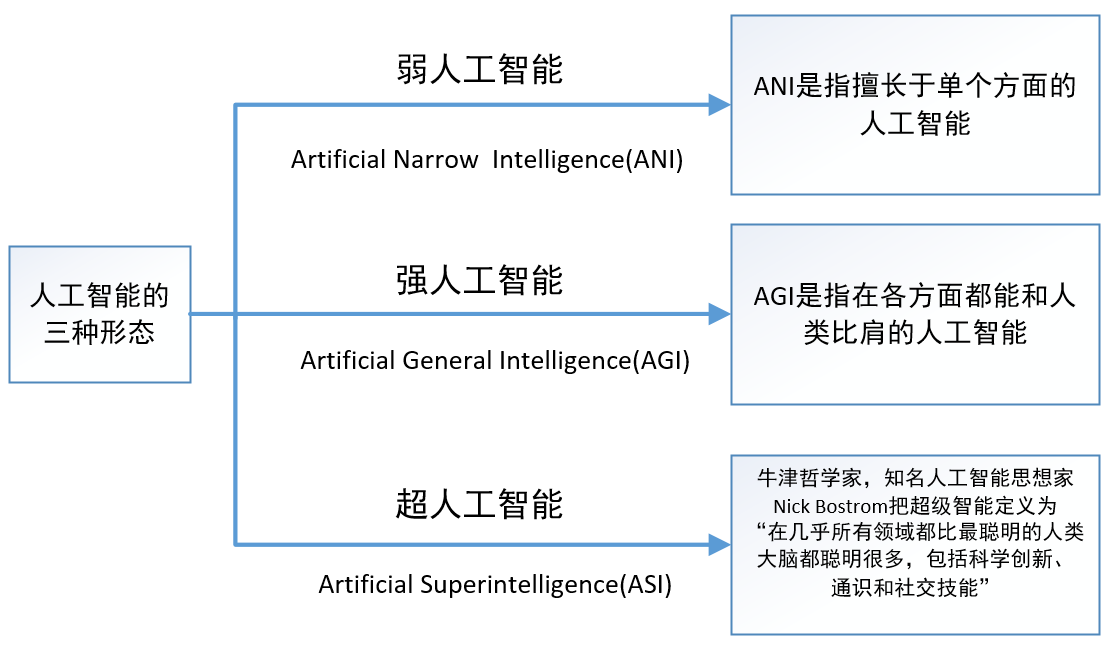 人工智能的
三种形态
弱人工智能
Artificial Narrow  Intelligence(ANI)
ANI是指擅长于单个方面的
人工智能
强人工智能
Artificial General Intelligence(AGI)
AGI是指在各方面都能和人
类比肩的人工智能
超人工智能
Artificial Superintelligence(ASI)
牛津哲学家，知名人工智能思想家
Nick Bostrom把超级智能定义为
“在几乎所有领域都比最聪明的人类
大脑都聪明很多，包括科学创新、
通识和社交技能”